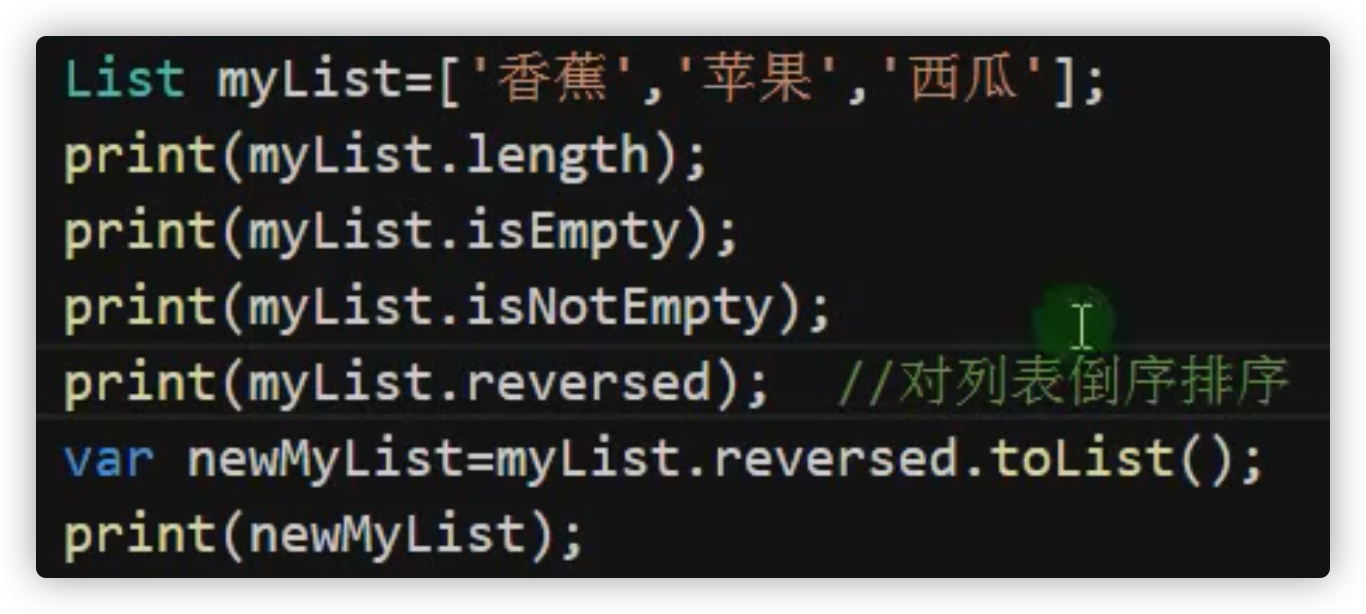 List myList=['香蕉','苹果','西瓜'];
print(myList.length);
print(myList.isEmpty);
print(myList.isNotEmpty);
print(myList.reversed);  //对列表倒序排序
var newMyList=myList.reversed.toList();
print(newMyList);